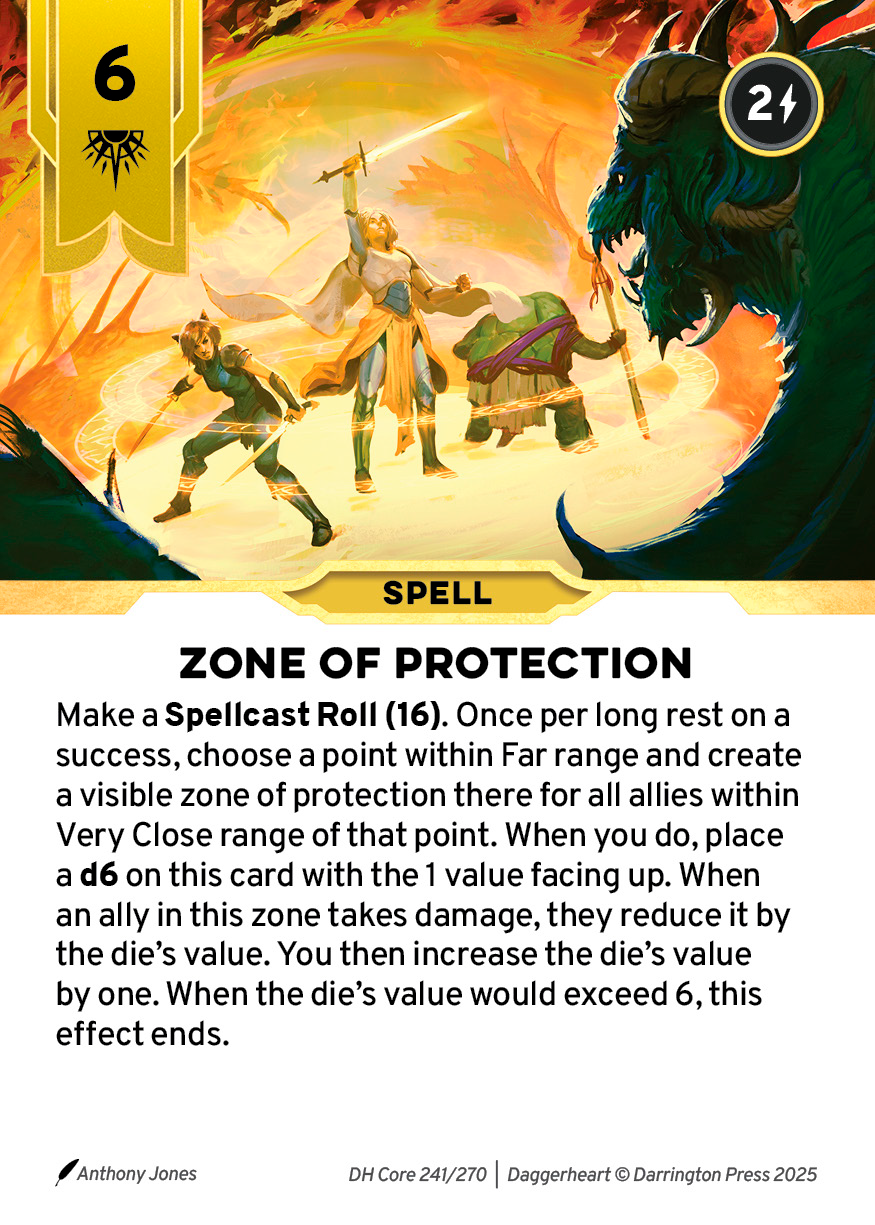 6
2
SPELL
ZONE OF PROTECTION
Make a Spellcast Roll (16). Once per long rest on a
success, choose a point within Far range and create
a visible zone of protection there for all allies within
Very Close range of that point. When you do, place
a d6 on this card with the 1 value facing up. When
an ally in this zone takes damage, they reduce it by
the die’s value. You then increase the die’s value
by one. When the die’s value would exceed 6, this
effect ends.
Anthony Jones
DH Core 241/270 | Daggerheart © Darrington Press 2025